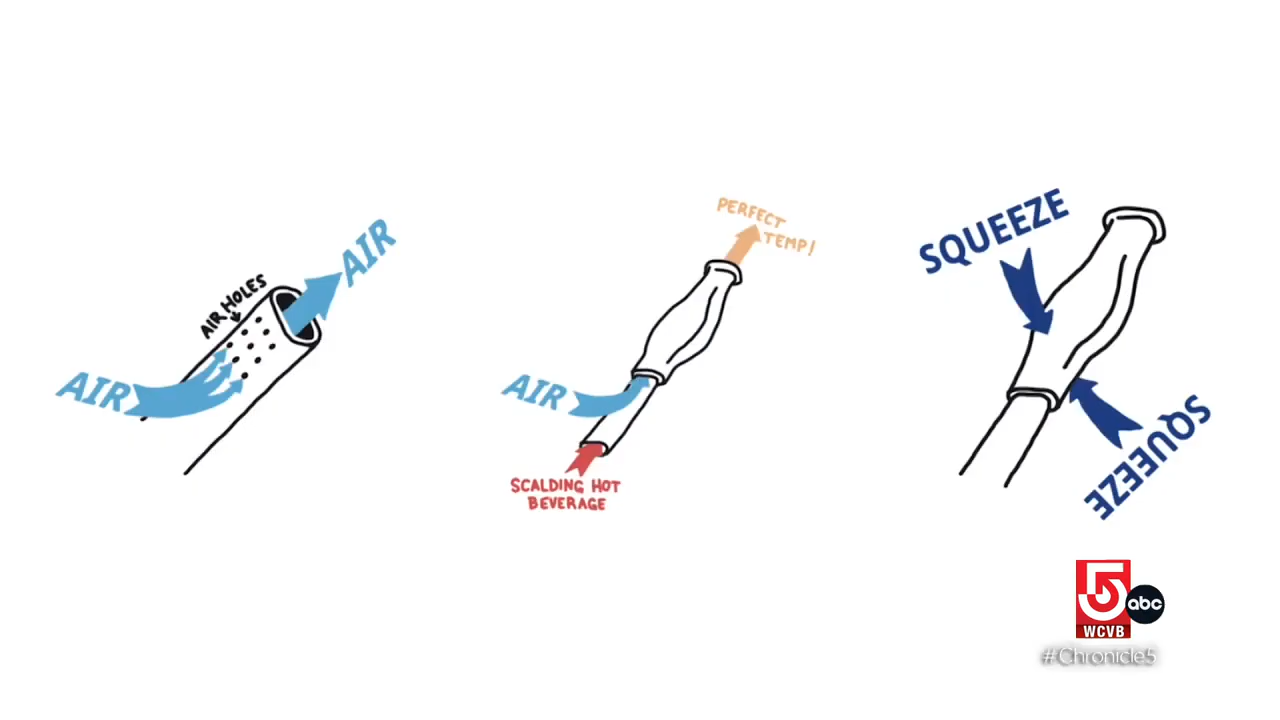 AIR
AIR HOLES
AIR
PERFECT
TEMP!
AIR
SCALDING HOT
BEVERAGE
SQUEEZE
SQUEEZE
5
abc
WCVB
#Chronicle5